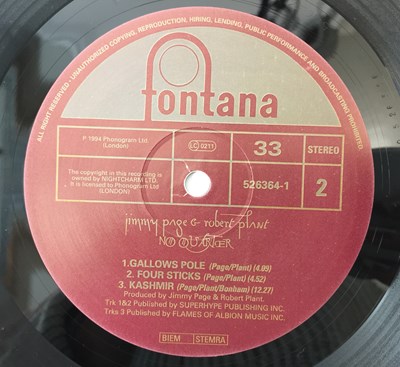 ALL RIGHTS RESERVED · UNAUTHORIZED COPYING, REPRODUCTION, HIRING, LENDING, PUBLIC PERFORMANCE AND BROADCASTING PROHIBITED
fontana
P 1994 Phonogram Ltd.
(London)
LC 0211
33
STEREO
The copyright in this recording is
owned by NIGHTCHARM LTD.
It is licensed to Phonogram Ltd
(LONDON)
526364-1
2
jimmy page & robert plant
NO QUARTER
1.GALLOWS POLE (Page/Plant) (4.09)
2. FOUR STICKS (Page/Plant) (4.52)
3. KASHMIR (Page/Plant/Bonham) (12.27)
Produced by Jimmy Page & Robert Plant.
Trk 1&2 Published by SUPERHYPE PUBLISHING INC.
Trks 3 Published by FLAMES OF ALBION MUSIC INC.
BIEM STEMRA